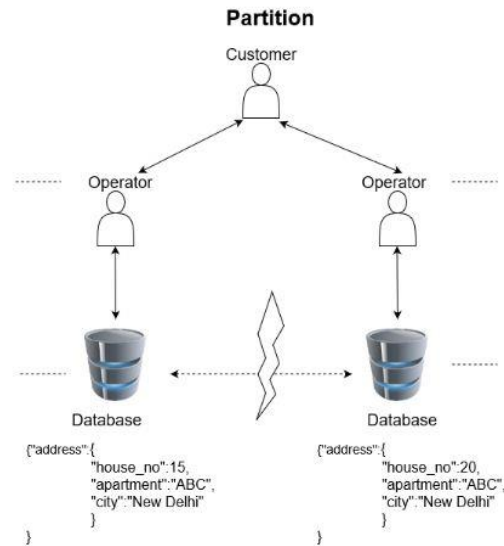 Partition
Customer
Operator
Operator
Database
Database
{"address":{
"house_no":15,
"apartment":"ABC",
"city":"New Delhi"
}
}
{"address":{
"house_no":20,
"apartment":"ABC",
"city":"New Delhi"
}
}